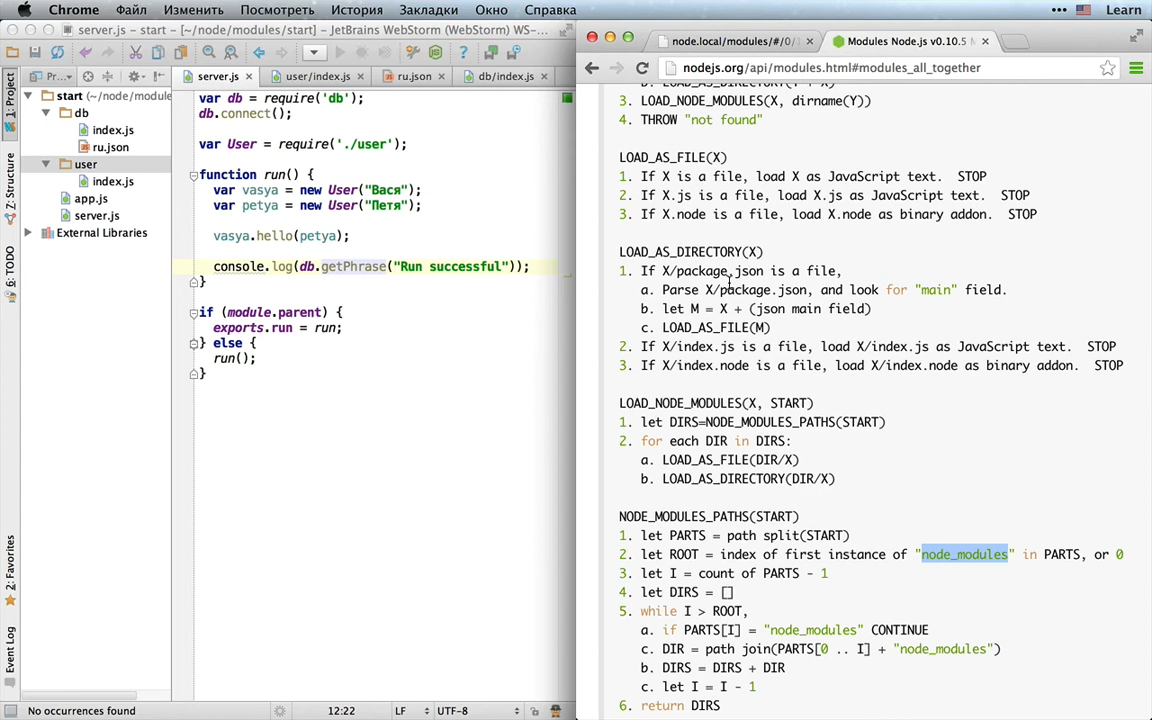 Chrome Файл Изменить Посмотреть История Закладки Окно Справка Learn
server.js - start - [~/node/modules/start] - JetBrains WebStorm (WebStorm) WS-...
Pr...
server.js
user/index.js
ru.json
db/index.js
1: Project
Z: Structure
6: TODO
2: Favorites
Event Log
start (~/node/module
db
index.js
ru.json
user
index.js
app.js
server.js
External Libraries
var db = require('db');
db.connect();
var User = require('./user');
function run() {
var vasya = new User("Вася");
var petya = new User("Петя");
vasya.hello(petya);
console.log(db.getPhrase("Run successful"));
}
if (module.parent) {
exports.run = run;
} else {
run();
}
No occurrences found
12:22
LF
UTF-8
node.local/modules/#/0/1
Modules Node.js v0.10.5
nodejs.org/api/modules.html#modules_all_together
3. LOAD_NODE_MODULES(X, dirname(Y))
4. THROW "not found"
LOAD_AS_FILE(X)
1. If X is a file, load X as JavaScript text. STOP
2. If X.js is a file, load X.js as JavaScript text. STOP
3. If X.node is a file, load X.node as binary addon. STOP
LOAD_AS_DIRECTORY(X)
1. If X/package.json is a file,
a. Parse X/package.json, and look for "main" field.
b. let M = X + (json main field)
c. LOAD_AS_FILE(M)
2. If X/index.js is a file, load X/index.js as JavaScript text. STOP
3. If X/index.node is a file, load X/index.node as binary addon. STOP
LOAD_NODE_MODULES(X, START)
1. let DIRS=NODE_MODULES_PATHS(START)
2. for each DIR in DIRS:
a. LOAD_AS_FILE(DIR/X)
b. LOAD_AS_DIRECTORY(DIR/X)
NODE_MODULES_PATHS(START)
1. let PARTS = path split(START)
2. let ROOT = index of first instance of "node_modules" in PARTS, or 0
3. let I = count of PARTS - 1
4. let DIRS = []
5. while I > ROOT,
a. if PARTS[I] = "node_modules" CONTINUE
c. DIR = path join(PARTS[0 .. I] + "node_modules")
b. DIRS = DIRS + DIR
c. let I = I - 1
6. return DIRS